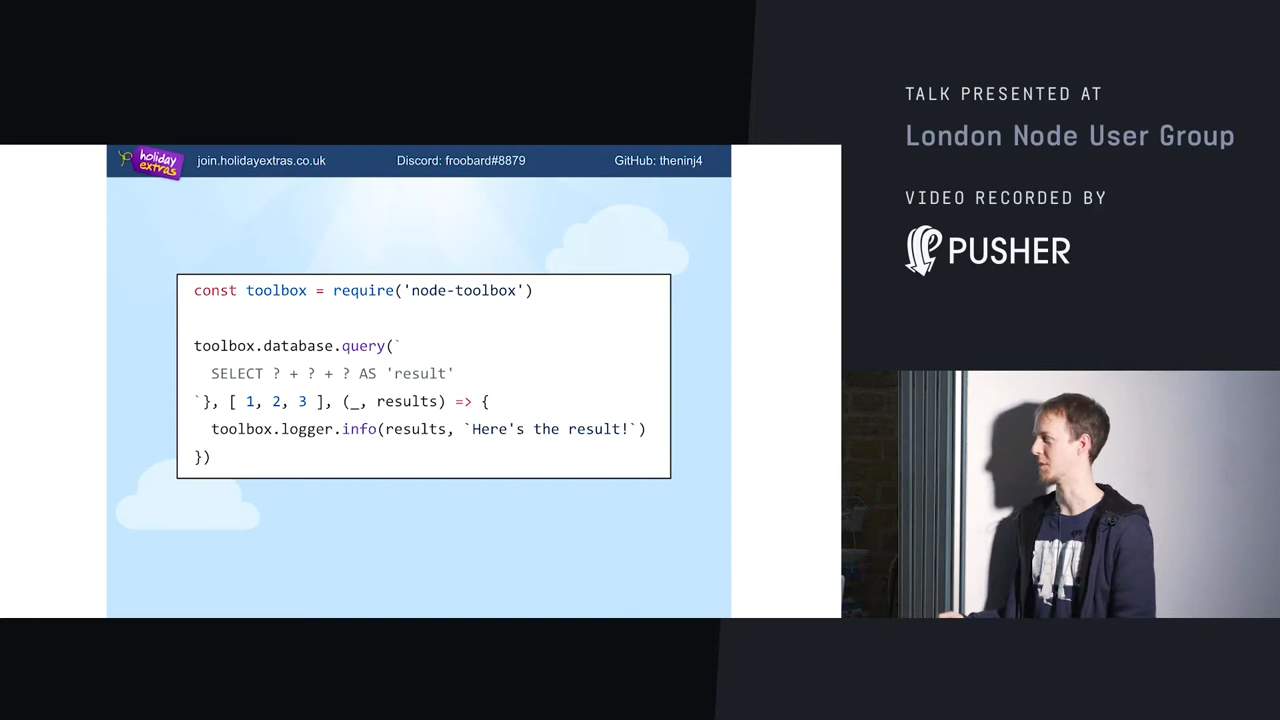 TALK PRESENTED AT
London Node User Group
VIDEO RECORDED BY
PUSHER
holiday
extras
join.holidayextras.co.uk
Discord: froobard#8879
GitHub: theninj4
const toolbox = require('node-toolbox')
toolbox.database.query(`
SELECT ? + ? + ? AS 'result'
`}, [ 1, 2, 3 ], (_, results) => {
toolbox.logger.info(results, `Here's the result!`)
})